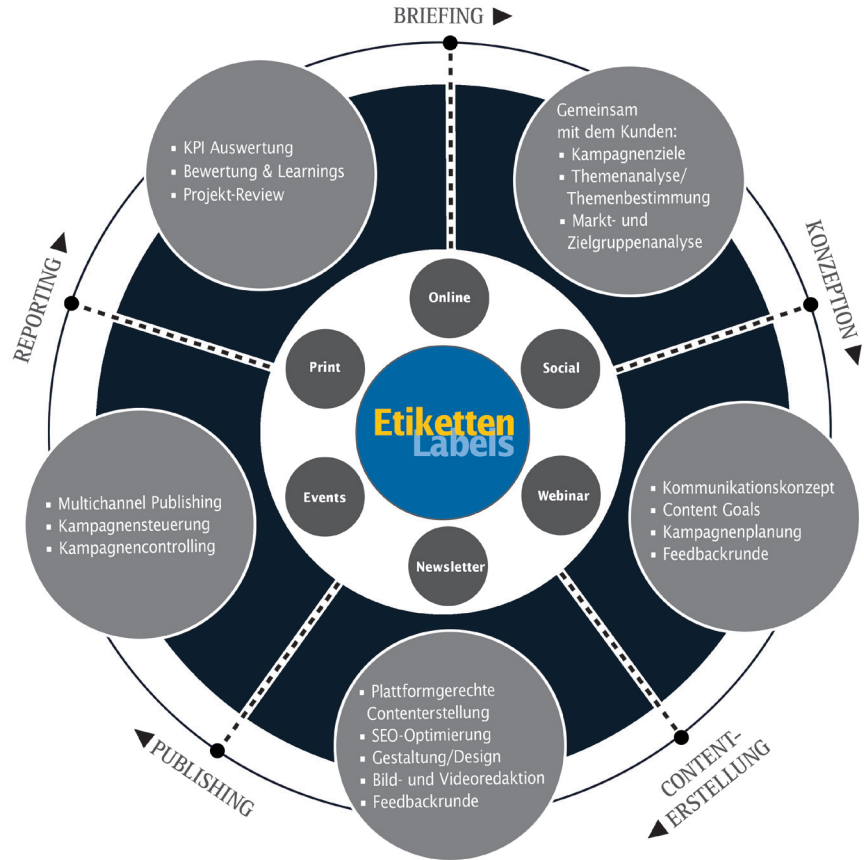 BRIEFING ►
Gemeinsam
mit dem Kunden:
▪ Kampagnenziele
▪ Themenanalyse/
Themenbestimmung
▪ Markt- und
Zielgruppenanalyse
KONZEPTION ►
▪ Kommunikationskonzept
▪ Content Goals
▪ Kampagnenplanung
▪ Feedbackrunde
CONTENT-
ERSTELLUNG ►
▪ Plattformgerechte
Contenterstellung
▪ SEO-Optimierung
▪ Gestaltung/Design
▪ Bild- und Videoredaktion
▪ Feedbackrunde
◄ PUBLISHING
▪ Multichannel Publishing
▪ Kampagnensteuerung
▪ Kampagnencontrolling
REPORTING ►
▪ KPI Auswertung
▪ Bewertung & Learnings
▪ Projekt-Review
Online
Social
Webinar
Newsletter
Events
Print
Etiketten
Labels